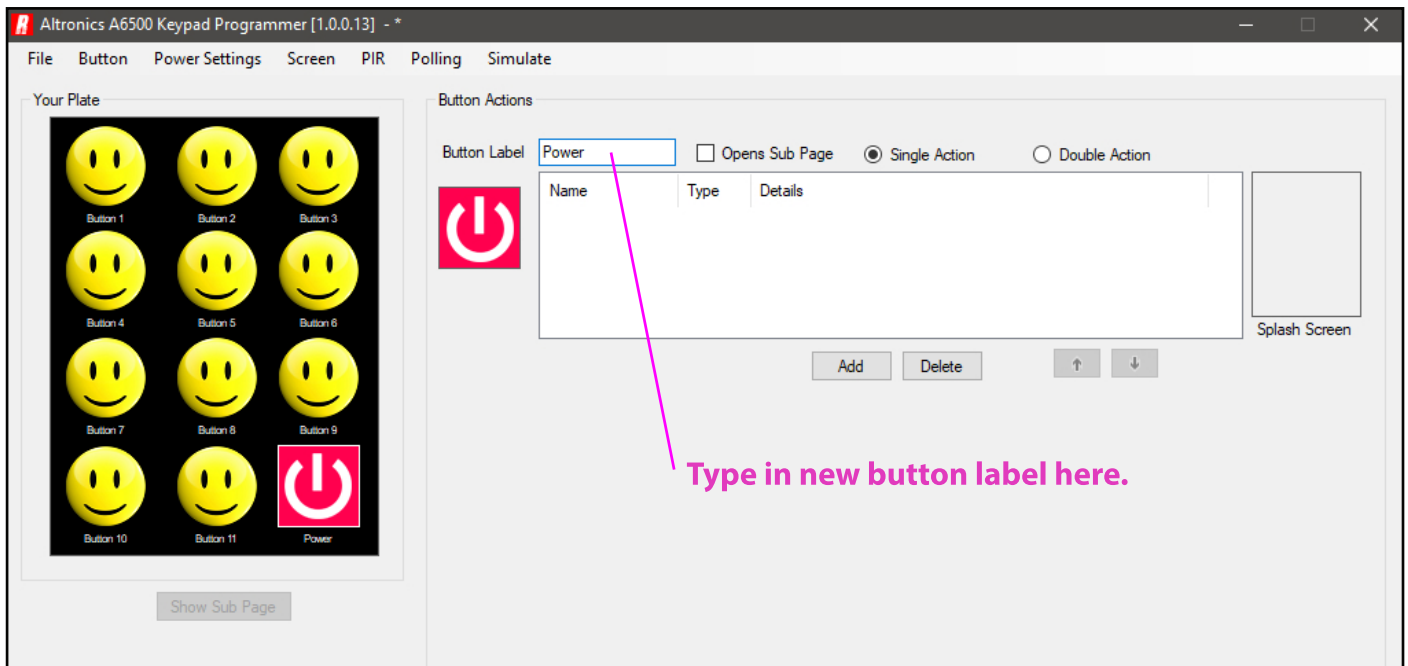 R Altronics A6500 Keypad Programmer [1.0.0.13] - *
File Button Power Settings Screen PIR Polling Simulate
Your Plate
Button 1 Button 2 Button 3
Button 4 Button 5 Button 6
Button 7 Button 8 Button 9
Button 10 Button 11 Power
Show Sub Page
Button Actions
Button Label Power Opens Sub Page Single Action Double Action
Name Type Details
Splash Screen
Add Delete
Type in new button label here.